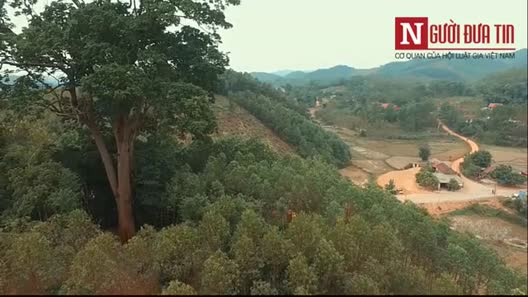 NGƯỜI ĐƯA TIN
CƠ QUAN CỦA HỘI LUẬT GIA VIỆT NAM